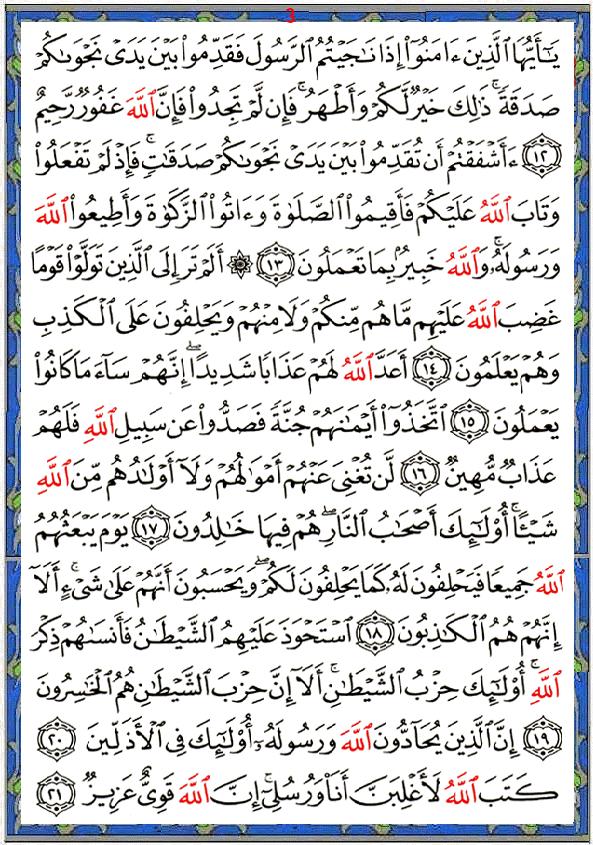 3
يَٰٓأَيُّهَا ٱلَّذِينَ ءَامَنُوٓا۟ إِذَا نَٰجَيْتُمُ ٱلرَّسُولَ فَقَدِّمُوا۟ بَيْنَ يَدَىْ نَجْوَىٰكُمْ
صَدَقَةً ۚ ذَٰلِكَ خَيْرٌ لَّكُمْ وَأَطْهَرُ ۚ فَإِن لَّمْ تَجِدُوا۟ فَإِنَّ ٱللَّهَ غَفُورٌ رَّحِيمٌ
١٢ ءَأَشْفَقْتُمْ أَن تُقَدِّمُوا۟ بَيْنَ يَدَىْ نَجْوَىٰكُمْ صَدَقَٰتٍ ۚ فَإِذْ لَمْ تَفْعَلُوا۟
وَتَابَ ٱللَّهُ عَلَيْكُمْ فَأَقِيمُوا۟ ٱلصَّلَوٰةَ وَءَاتُوا۟ ٱلزَّكَوٰةَ وَأَطِيعُوا۟ ٱللَّهَ
وَرَسُولَهُۥ ۚ وَٱللَّهُ خَبِيرٌۢ بِمَا تَعْمَلُونَ ١٣ ۞ أَلَمْ تَرَ إِلَى ٱلَّذِينَ تَوَلَّوْا۟ قَوْمًا
غَضِبَ ٱللَّهُ عَلَيْهِم مَّا هُم مِّنكُمْ وَلَا مِنْهُمْ وَيَحْلِفُونَ عَلَى ٱلْكَذِبِ
وَهُمْ يَعْلَمُونَ ١٤ أَعَدَّ ٱللَّهُ لَهُمْ عَذَابًا شَدِيدًا ۖ إِنَّهُمْ سَآءَ مَا كَانُوا۟
يَعْمَلُونَ ١٥ ٱتَّخَذُوٓا۟ أَيْمَٰنَهُمْ جُنَّةً فَصَدُّوا۟ عَن سَبِيلِ ٱللَّهِ فَلَهُمْ
عَذَابٌ مُّهِينٌ ١٦ لَّن تُغْنِىَ عَنْهُمْ أَمْوَٰلُهُمْ وَلَآ أَوْلَٰدُهُم مِّنَ ٱللَّهِ
شَيْـًٔا ۚ أُو۟لَٰٓئِكَ أَصْحَٰبُ ٱلنَّارِ ۖ هُمْ فِيهَا خَٰلِدُونَ ١٧ يَوْمَ يَبْعَثُهُمُ
ٱللَّهُ جَمِيعًا فَيَحْلِفُونَ لَهُۥ كَمَا يَحْلِفُونَ لَكُمْ ۖ وَيَحْسَبُونَ أَنَّهُمْ عَلَىٰ شَىْءٍ ۚ أَلَآ
إِنَّهُمْ هُمُ ٱلْكَٰذِبُونَ ١٨ ٱسْتَحْوَذَ عَلَيْهِمُ ٱلشَّيْطَٰنُ فَأَنسَىٰهُمْ ذِكْرَ
ٱللَّهِ ۚ أُو۟لَٰٓئِكَ حِزْبُ ٱلشَّيْطَٰنِ ۚ أَلَآ إِنَّ حِزْبَ ٱلشَّيْطَٰنِ هُمُ ٱلْخَٰسِرُونَ
١٩ إِنَّ ٱلَّذِينَ يُحَآدُّونَ ٱللَّهَ وَرَسُولَهُۥٓ أُو۟لَٰٓئِكَ فِى ٱلْأَذَلِّينَ ٢٠
كَتَبَ ٱللَّهُ لَأَغْلِبَنَّ أَنَا۠ وَرُسُلِىٓ ۚ إِنَّ ٱللَّهَ قَوِىٌّ عَزِيزٌ ٢١